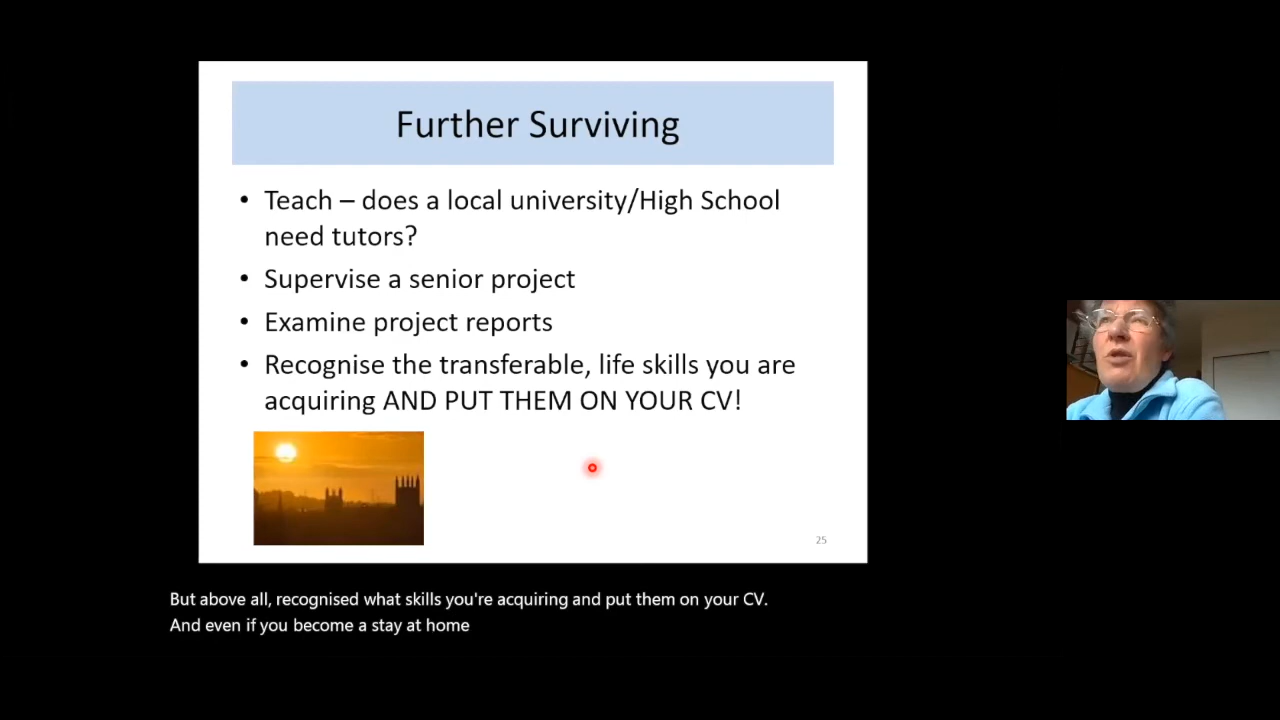 Further Surviving
• Teach – does a local university/High School
need tutors?
• Supervise a senior project
• Examine project reports
• Recognise the transferable, life skills you are
acquiring AND PUT THEM ON YOUR CV!
25
But above all, recognised what skills you're acquiring and put them on your CV.
And even if you become a stay at home